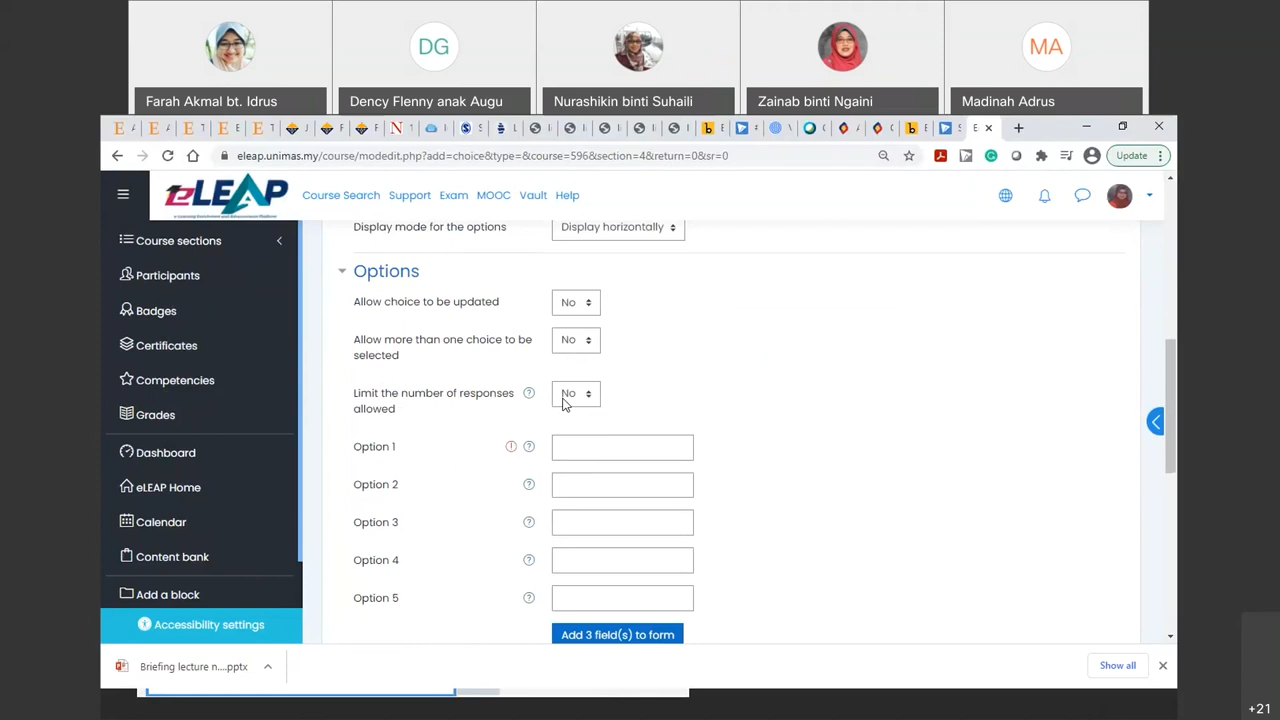 DG
MA
Farah Akmal bt. Idrus
Dency Flenny anak Augu
Nurashikin binti Suhaili
Zainab binti Ngaini
Madinah Adrus
eleap.unimas.my/course/modedit.php?add=choice&type=&course=596&section=4&return=0&sr=0
Update
eLEAP
Course Search
Support
Exam
MOOC
Vault
Help
Course sections
Participants
Badges
Certificates
Competencies
Grades
Dashboard
eLEAP Home
Calendar
Content bank
Add a block
Accessibility settings
Display mode for the options
Display horizontally
Options
Allow choice to be updated
No
Allow more than one choice to be
selected
No
Limit the number of responses
allowed
No
Option 1
Option 2
Option 3
Option 4
Option 5
Add 3 field(s) to form
Briefing lecture n....pptx
Show all
+21